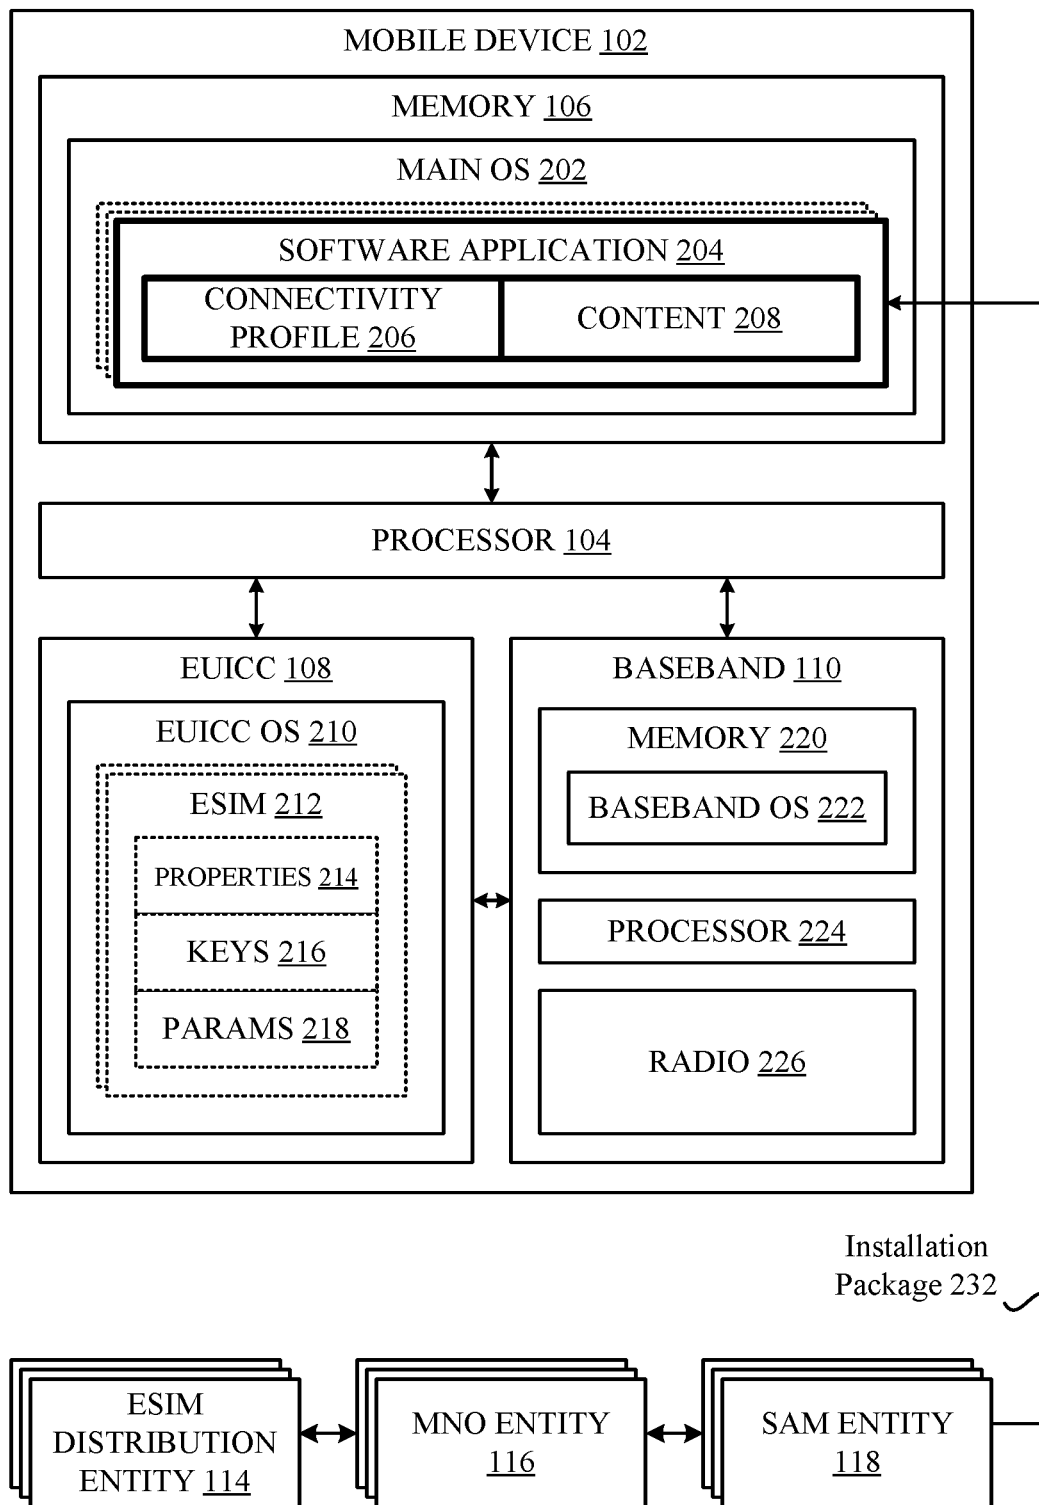 MOBILE DEVICE 102
MEMORY 106
MAIN OS 202
SOFTWARE APPLICATION 204
CONNECTIVITY
PROFILE 206
CONTENT 208
PROCESSOR 104
EUICC 108
EUICC OS 210
ESIM 212
PROPERTIES 214
KEYS 216
PARAMS 218
BASEBAND 110
MEMORY 220
BASEBAND OS 222
PROCESSOR 224
RADIO 226
Installation
Package 232
ESIM
DISTRIBUTION
ENTITY 114
MNO ENTITY
116
SAM ENTITY
118